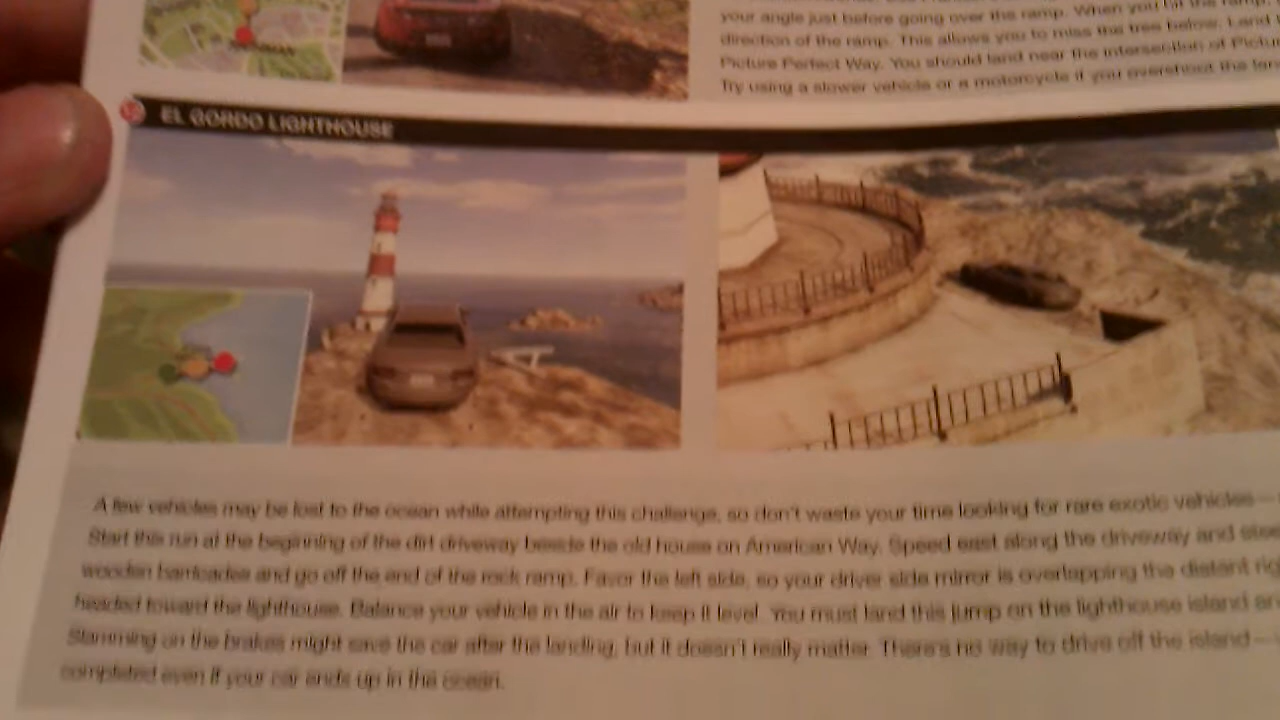 your angle just before going over the ramp. When you hit the ramp,
direction of the ramp. This allows you to miss the tree below. Land
Picture Perfect Way. You should land near the intersection of
Try using a slower vehicle or a motorcycle if you overshoot the
EL GORDO LIGHTHOUSE
A few vehicles may be lost to the ocean while attempting this challenge, so don't waste your time looking for rare exotic vehicles—
Start this run at the beginning of the dirt driveway beside the old house on American Way. Speed east along the driveway and
wooden barricades and go off the end of the rock ramp. Favor the left side, so your driver side mirror is overlapping the distant
headed toward the lighthouse. Balance your vehicle in the air to keep it level. You must land this jump on the lighthouse island
Slamming on the brakes might save the car after the landing, but it doesn't really matter. There's no way to drive off the island—
completed even if your car ends up in the ocean.